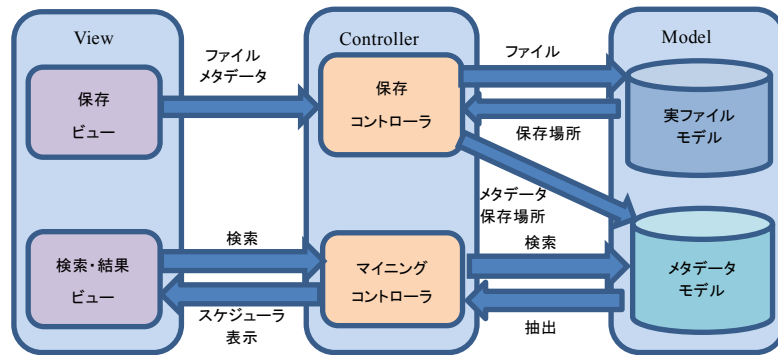 View
Controller
Model
ファイル
メタデータ
ファイル
保存
ビュー
保存
コントローラ
保存場所
実ファイル
モデル
メタデータ
保存場所
検索
検索
検索・結果
ビュー
マイニング
コントローラ
メタデータ
モデル
スケジューラ
表示
抽出